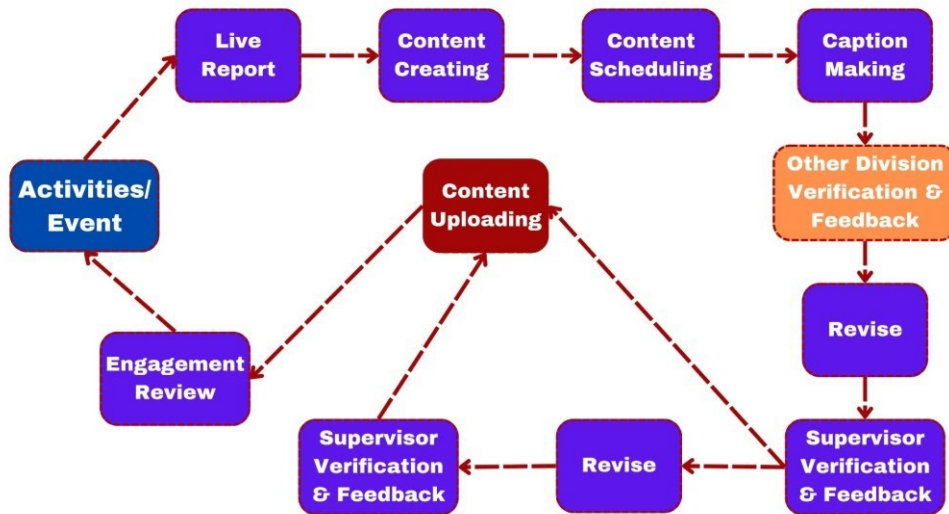 Live
Report
Content
Creating
Content
Scheduling
Caption
Making
Other Division
Verification &
Feedback
Revise
Supervisor
Verification
& Feedback
Revise
Supervisor
Verification
& Feedback
Content
Uploading
Engagement
Review
Activities/
Event